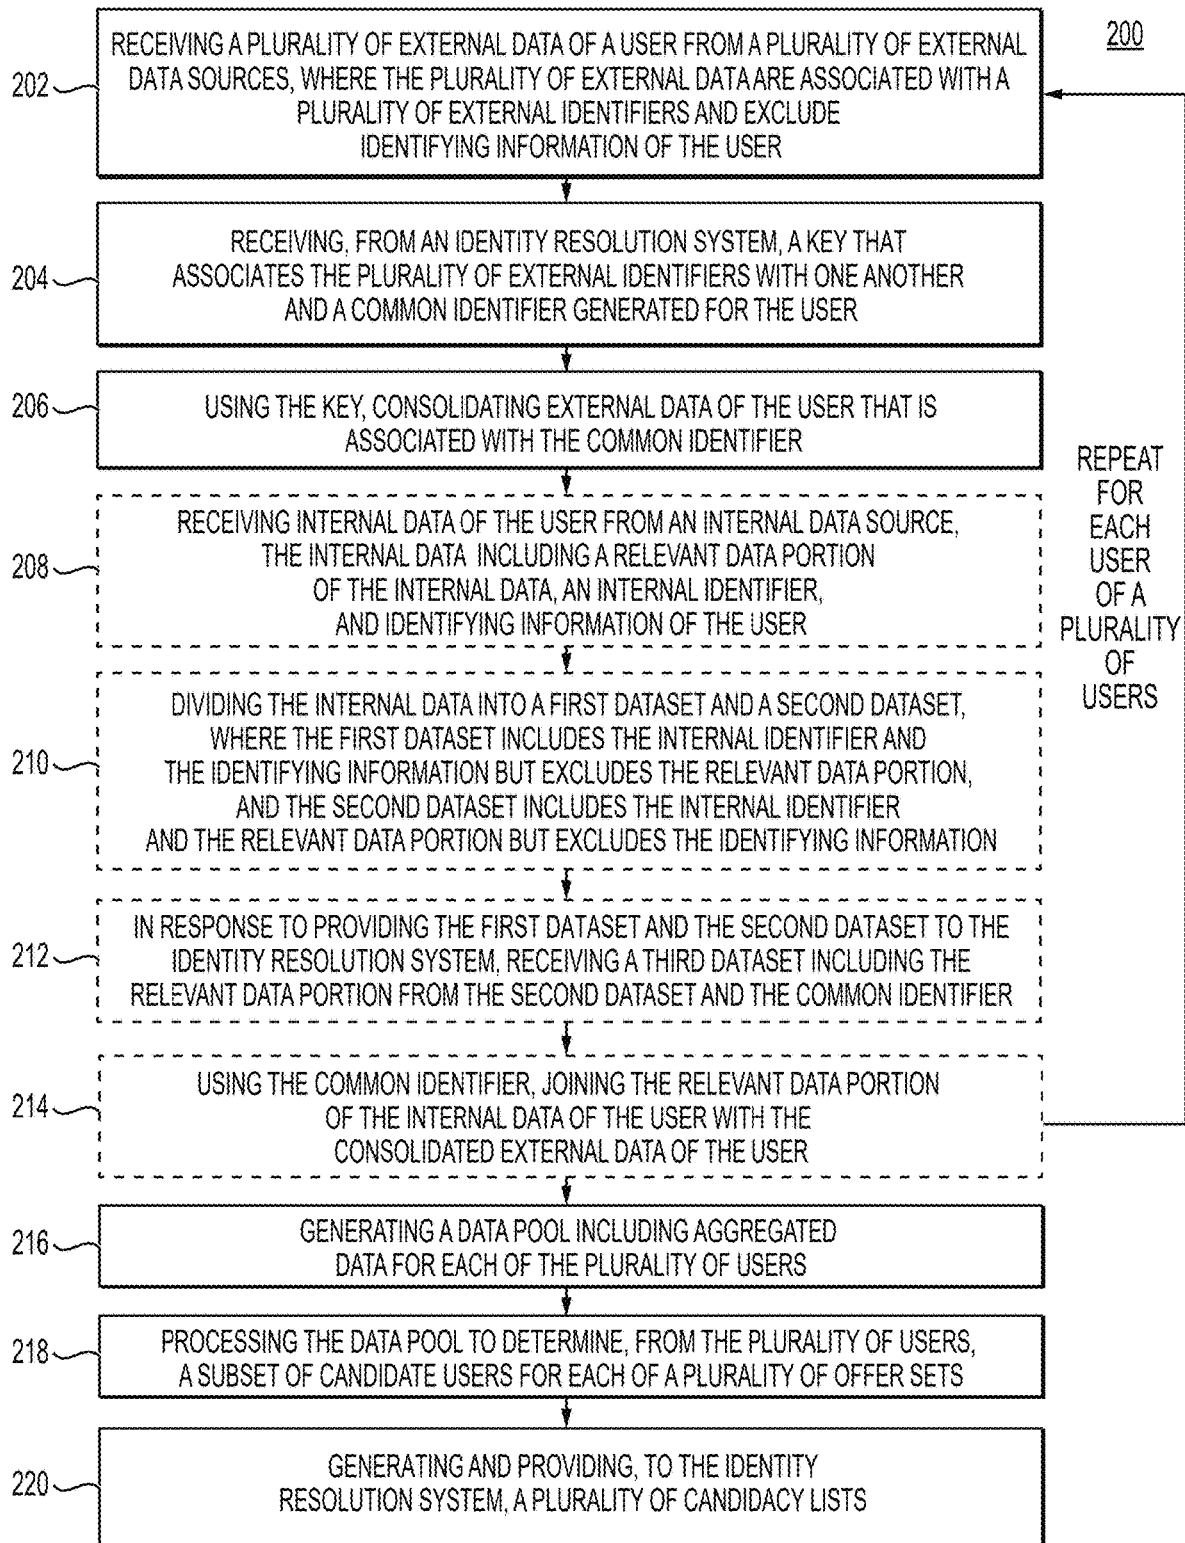 200
202
RECEIVING A PLURALITY OF EXTERNAL DATA OF A USER FROM A PLURALITY OF EXTERNAL
DATA SOURCES, WHERE THE PLURALITY OF EXTERNAL DATA ARE ASSOCIATED WITH A
PLURALITY OF EXTERNAL IDENTIFIERS AND EXCLUDE
IDENTIFYING INFORMATION OF THE USER
204
RECEIVING, FROM AN IDENTITY RESOLUTION SYSTEM, A KEY THAT
ASSOCIATES THE PLURALITY OF EXTERNAL IDENTIFIERS WITH ONE ANOTHER
AND A COMMON IDENTIFIER GENERATED FOR THE USER
206
USING THE KEY, CONSOLIDATING EXTERNAL DATA OF THE USER THAT IS
ASSOCIATED WITH THE COMMON IDENTIFIER
208
RECEIVING INTERNAL DATA OF THE USER FROM AN INTERNAL DATA SOURCE,
THE INTERNAL DATA INCLUDING A RELEVANT DATA PORTION
OF THE INTERNAL DATA, AN INTERNAL IDENTIFIER,
AND IDENTIFYING INFORMATION OF THE USER
210
DIVIDING THE INTERNAL DATA INTO A FIRST DATASET AND A SECOND DATASET,
WHERE THE FIRST DATASET INCLUDES THE INTERNAL IDENTIFIER AND
THE IDENTIFYING INFORMATION BUT EXCLUDES THE RELEVANT DATA PORTION,
AND THE SECOND DATASET INCLUDES THE INTERNAL IDENTIFIER
AND THE RELEVANT DATA PORTION BUT EXCLUDES THE IDENTIFYING INFORMATION
212
IN RESPONSE TO PROVIDING THE FIRST DATASET AND THE SECOND DATASET TO THE
IDENTITY RESOLUTION SYSTEM, RECEIVING A THIRD DATASET INCLUDING THE
RELEVANT DATA PORTION FROM THE SECOND DATASET AND THE COMMON IDENTIFIER
214
USING THE COMMON IDENTIFIER, JOINING THE RELEVANT DATA PORTION
OF THE INTERNAL DATA OF THE USER WITH THE
CONSOLIDATED EXTERNAL DATA OF THE USER
REPEAT
FOR
EACH
USER
OF A
PLURALITY
OF
USERS
216
GENERATING A DATA POOL INCLUDING AGGREGATED
DATA FOR EACH OF THE PLURALITY OF USERS
218
PROCESSING THE DATA POOL TO DETERMINE, FROM THE PLURALITY OF USERS,
A SUBSET OF CANDIDATE USERS FOR EACH OF A PLURALITY OF OFFER SETS
220
GENERATING AND PROVIDING, TO THE IDENTITY
RESOLUTION SYSTEM, A PLURALITY OF CANDIDACY LISTS